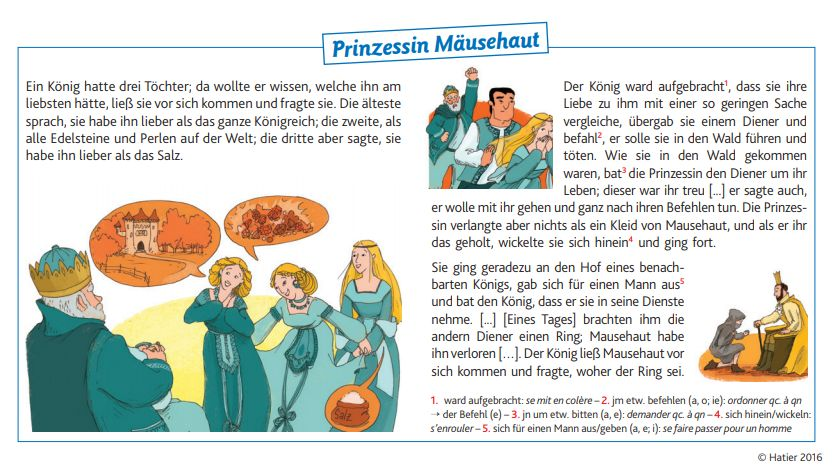 Prinzessin Mäusehaut
Ein König hatte drei Töchter; da wollte er wissen, welche ihn am
liebsten hätte, ließ sie vor sich kommen und fragte sie. Die älteste
sprach, sie habe ihn lieber als das ganze Königreich; die zweite, als
alle Edelsteine und Perlen auf der Welt; die dritte aber sagte, sie
habe ihn lieber als das Salz.
MUSEUM
Salz
Der König ward aufgebracht¹, dass sie ihre
Liebe zu ihm mit einer so geringen Sache
vergleiche, übergab sie einem Diener und
befahl², er solle sie in den Wald führen und
töten. Wie sie in den Wald gekommen
waren, bat³ die Prinzessin den Diener um ihr
Leben; dieser war ihr treu [...] er sagte auch,
er wolle mit ihr gehen und ganz nach ihren Befehlen tun. Die Prinzes-
sin verlangte aber nichts als ein Kleid von Mausehaut, und als er ihr
das geholt, wickelte sie sich hinein⁴ und ging fort.
Sie ging geradezu an den Hof eines benach-
barten Königs, gab sich für einen Mann aus⁵
und bat den König, dass er sie in seine Dienste
nehme. [...] [Eines Tages] brachten ihm die
andern Diener einen Ring; Mausehaut habe
ihn verloren [...]. Der König ließ Mausehaut vor
sich kommen und fragte, woher der Ring sei.
1. ward aufgebracht: se mit en colère – 2. jm etw. befehlen (a, o; ie): ordonner qc. à qn
→ der Befehl (e) – 3. jn um etw. bitten (a, e): demander qc. à qn – 4. sich hinein/wickeln:
s'enrouler – 5. sich für einen Mann aus/geben (a, e; i): se faire passer pour un homme
© Hatier 2016